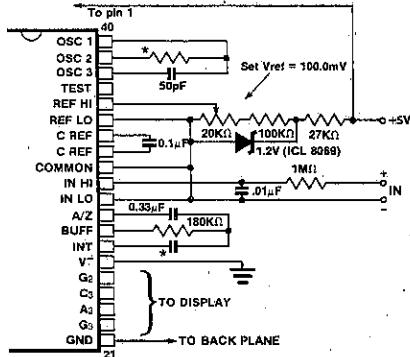 To pin 1
40
OSC 1
OSC 2
*
OSC 3
50pF
Set Vref = 100.0mV
TEST
REF HI
REF LO
+5V
20KΩ
100KΩ
27KΩ
C REF
0.1µF
1.2V (ICL 8069)
C REF
COMMON
1MΩ
IN HI
+
.01µF
IN
IN LO
−
A/Z
0.33µF
BUFF
180KΩ
INT
*
V-
G2
C3
TO DISPLAY
A3
G3
GND
TO BACK PLANE
21